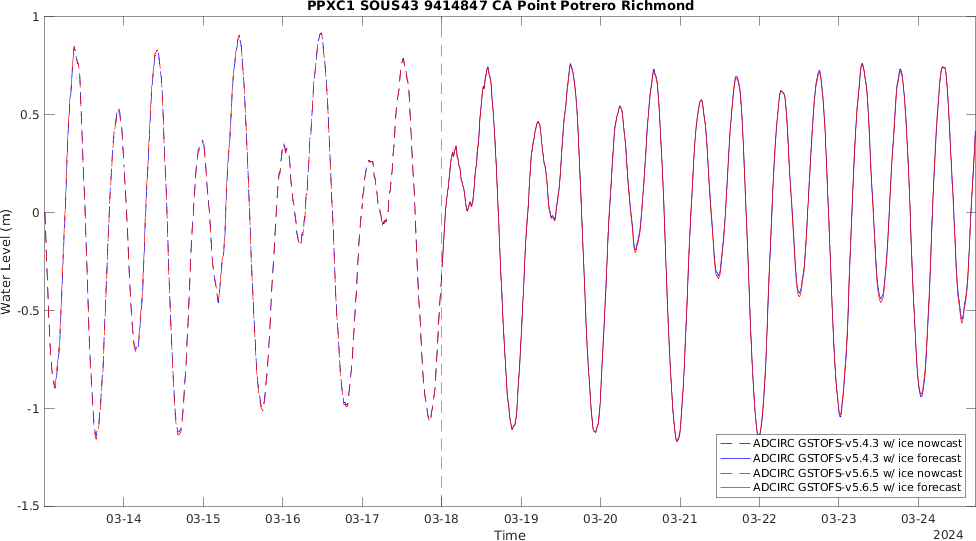 PPXC1 SOUS43 9414847 CA Point Potrero Richmond
1
0.5
0
-0.5
-1
-1.5
Water Level (m)
ADCIRC GSTOFS-v5.4.3 w/ ice nowcast
ADCIRC GSTOFS-v5.4.3 w/ ice forecast
ADCIRC GSTOFS-v5.6.5 w/ ice nowcast
ADCIRC GSTOFS-v5.6.5 w/ ice forecast
03-14 03-15 03-16 03-17 03-18 03-19 03-20 03-21 03-22 03-23 03-24
Time
2024